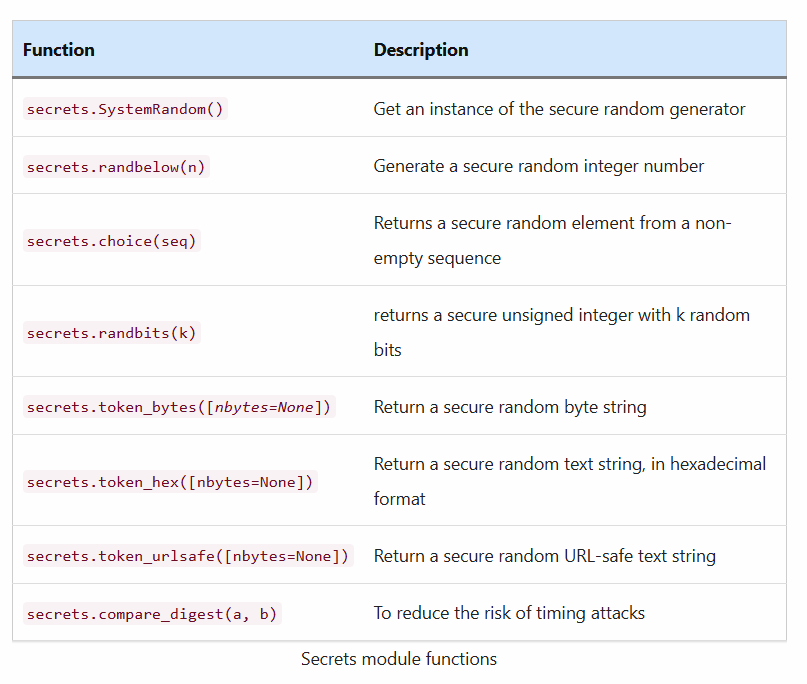 Function Description
secrets.SystemRandom() Get an instance of the secure random generator
secrets.randbelow(n) Generate a secure random integer number
secrets.choice(seq) Returns a secure random element from a non-
empty sequence
secrets.randbits(k) returns a secure unsigned integer with k random
bits
secrets.token_bytes([nbytes=None]) Return a secure random byte string
secrets.token_hex([nbytes=None]) Return a secure random text string, in hexadecimal
format
secrets.token_urlsafe([nbytes=None]) Return a secure random URL-safe text string
secrets.compare_digest(a, b) To reduce the risk of timing attacks
Secrets module functions